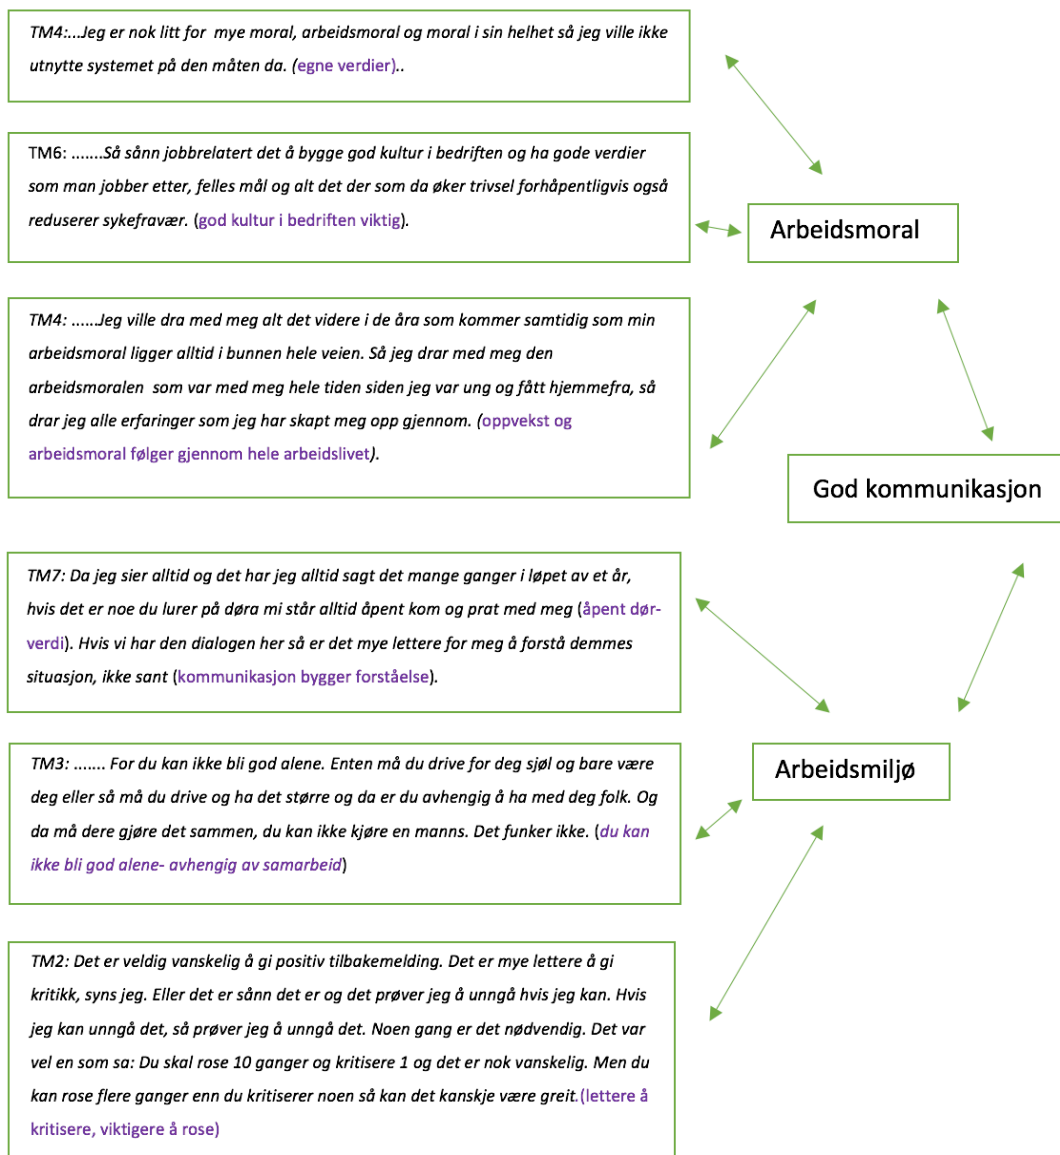 TM4:...Jeg er nok litt for mye moral, arbeidsmoral og moral i sin helhet så jeg ville ikke
utnytte systemet på den måten da. (egne verdier)..
TM6: .......Så sånn jobbrelatert det å bygge god kultur i bedriften og ha gode verdier
som man jobber etter, felles mål og alt det der som da øker trivsel forhåpentligvis også
reduserer sykefravær. (god kultur i bedriften viktig).
Arbeidsmoral
TM4: ......Jeg ville dra med meg alt det videre i de åra som kommer samtidig som min
arbeidsmoral ligger alltid i bunnen hele veien. Så jeg drar med meg den
arbeidsmoralen som var med meg hele tiden siden jeg var ung og fått hjemmefra, så
drar jeg alle erfaringer som jeg har skapt meg opp gjennom. (oppvekst og
arbeidsmoral følger gjennom hele arbeidslivet).
God kommunikasjon
TM7: Da jeg sier alltid og det har jeg alltid sagt det mange ganger i løpet av et år,
hvis det er noe du lurer på døra mi står alltid åpent kom og prat med meg (åpent dør-
verdi). Hvis vi har den dialogen her så er det mye lettere for meg å forstå demmes
situasjon, ikke sant (kommunikasjon bygger forståelse).
TM3: ....... For du kan ikke bli god alene. Enten må du drive for deg sjøl og bare være
deg eller så må du drive og ha det større og da er du avhengig å ha med deg folk. Og
da må dere gjøre det sammen, du kan ikke kjøre en manns. Det funker ikke. (du kan
ikke bli god alene- avhengig av samarbeid)
Arbeidsmiljø
TM2: Det er veldig vanskelig å gi positiv tilbakemelding. Det er mye lettere å gi
kritikk, syns jeg. Eller det er sånn det er og det prøver jeg å unngå hvis jeg kan. Hvis
jeg kan unngå det, så prøver jeg å unngå det. Noen gang er det nødvendig. Det var
vel en som sa: Du skal rose 10 ganger og kritisere 1 og det er nok vanskelig. Men du
kan rose flere ganger enn du kritiserer noen så kan det kanskje være greit.(lettere å
kritisere, viktigere å rose)